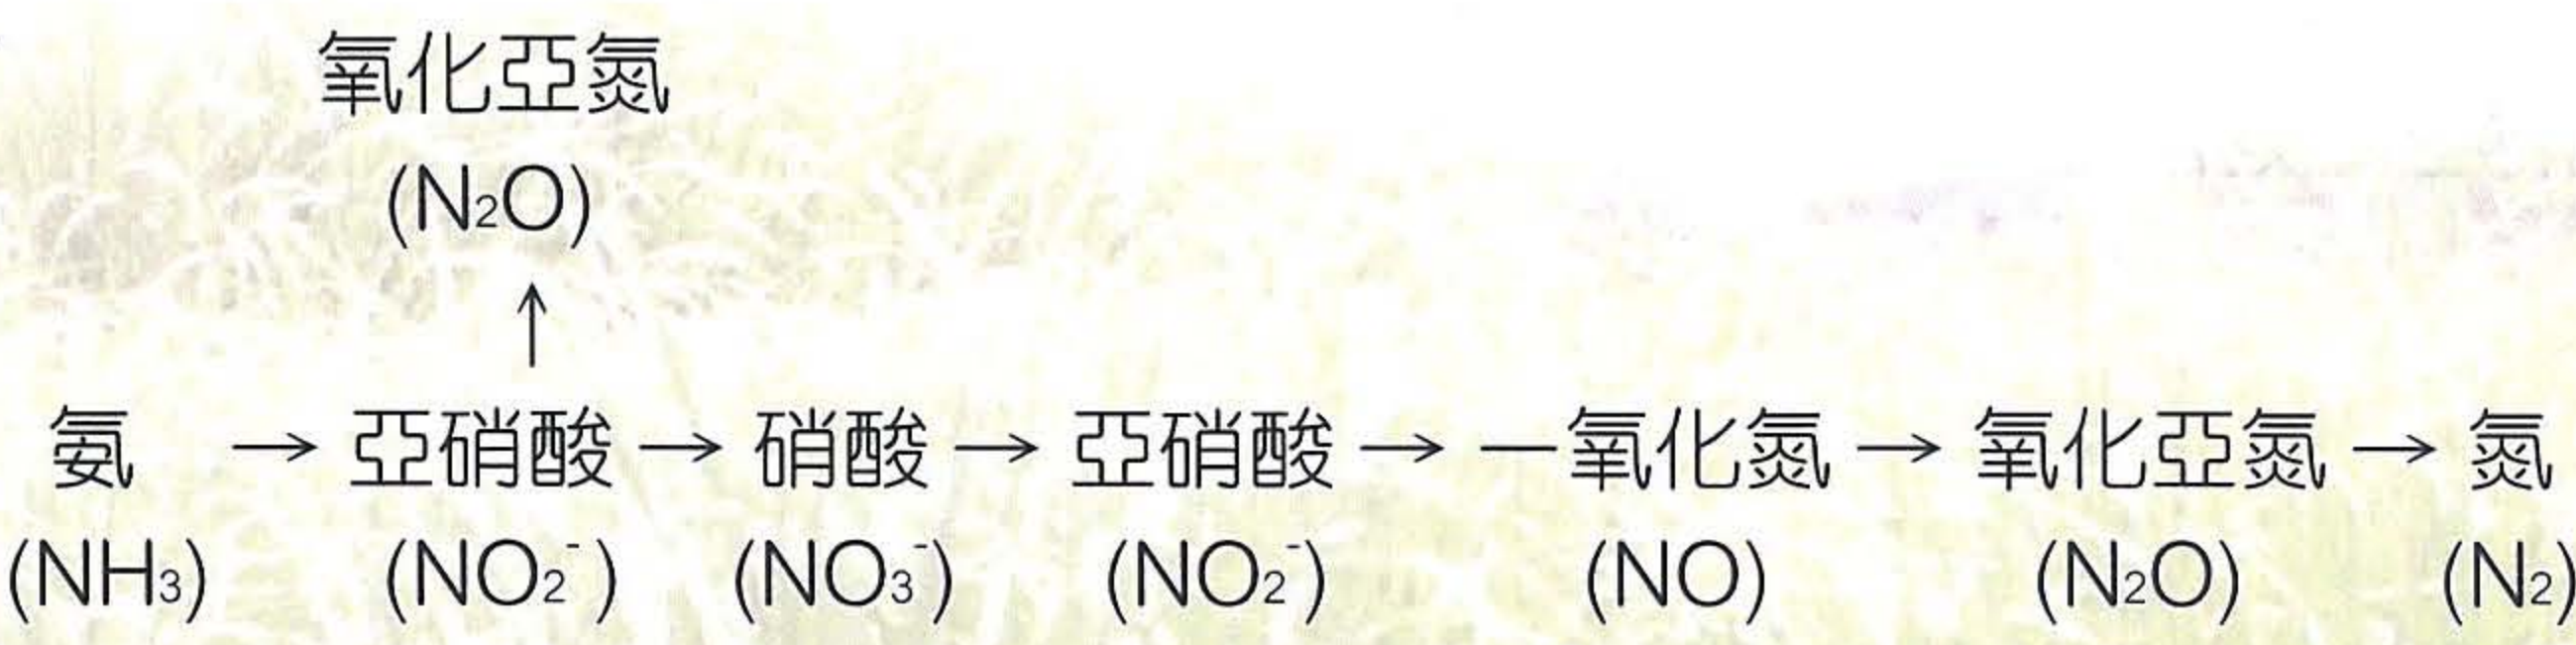 氧化亞氮
(N₂O)
↑
氨 → 亞硝酸 → 硝酸 → 亞硝酸 → 一氧化氮 → 氧化亞氮 → 氮
(NH₃) (NO₂⁻) (NO₃⁻) (NO₂⁻) (NO) (N₂O) (N₂)